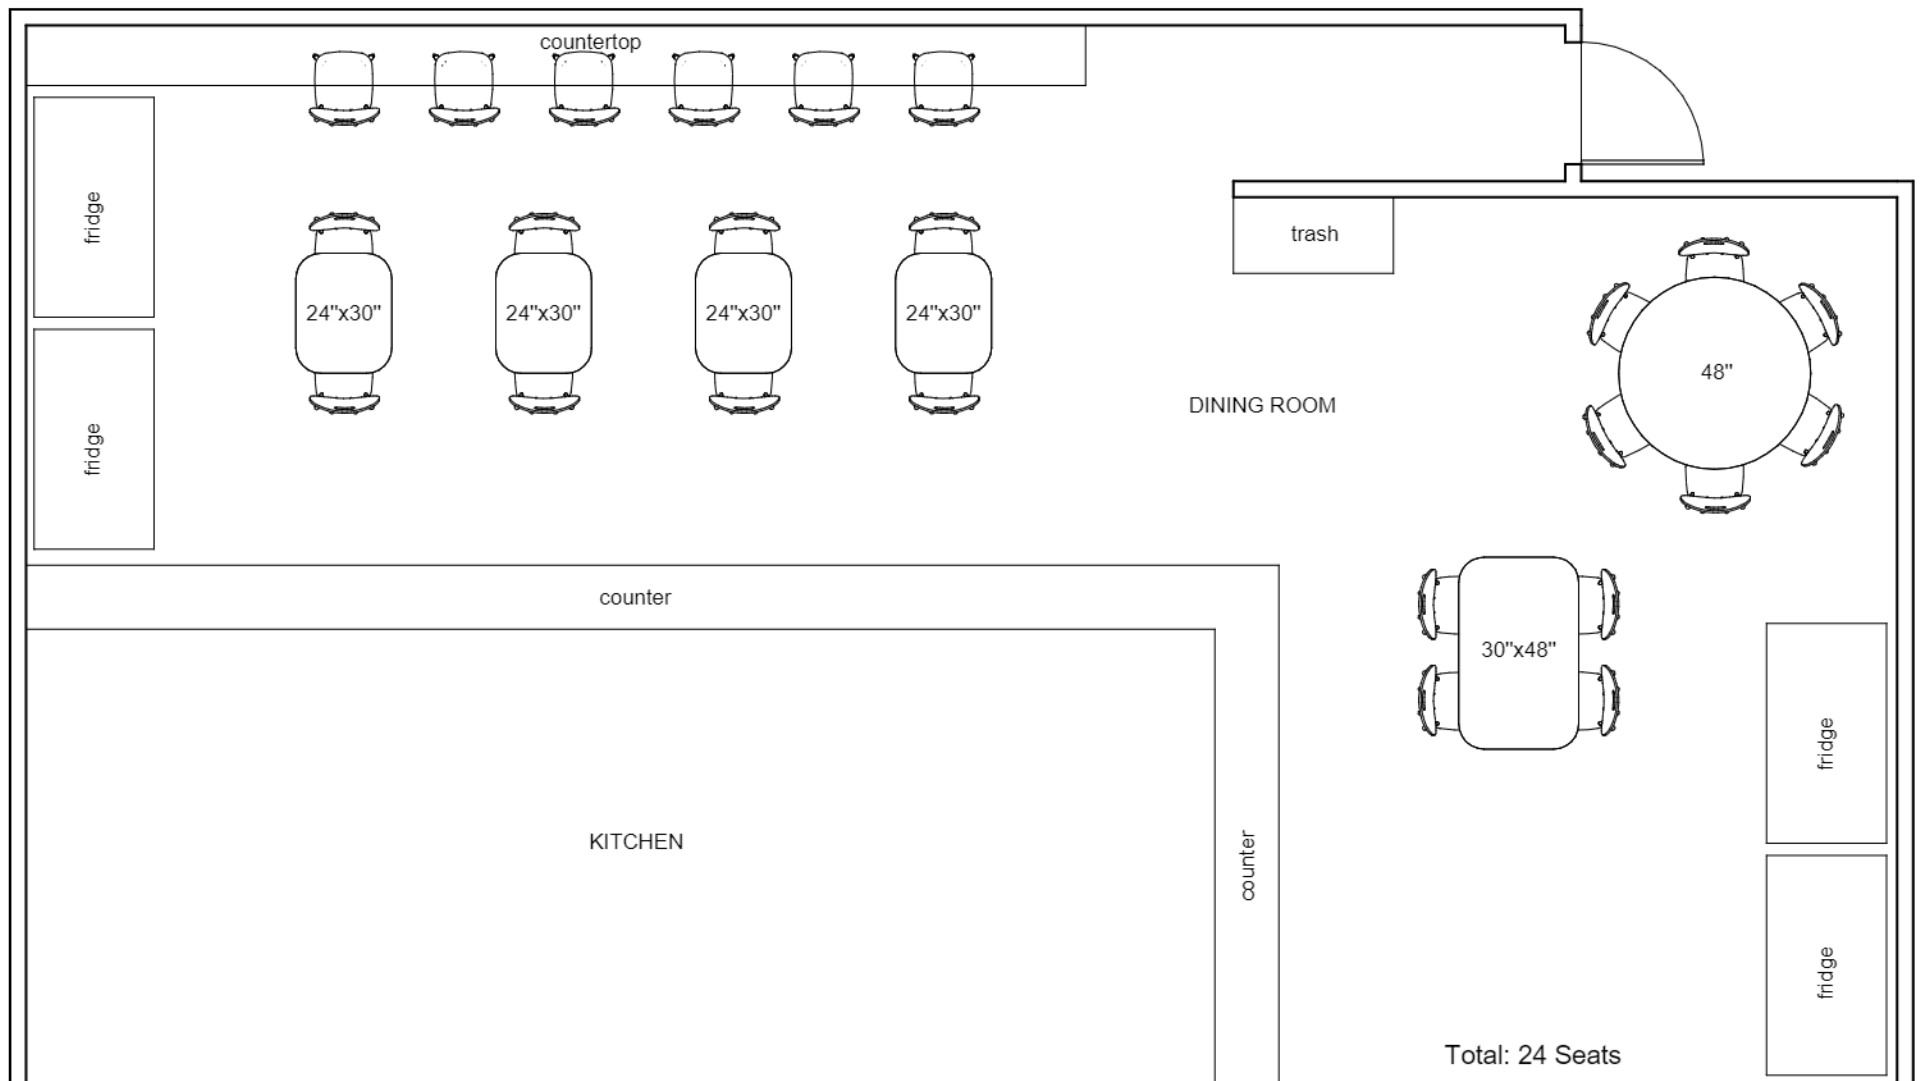 countertop
fridge
trash
24"x30"
24"x30"
24"x30"
24"x30"
48"
DINING ROOM
fridge
counter
30"x48"
fridge
KITCHEN
counter
fridge
Total: 24 Seats